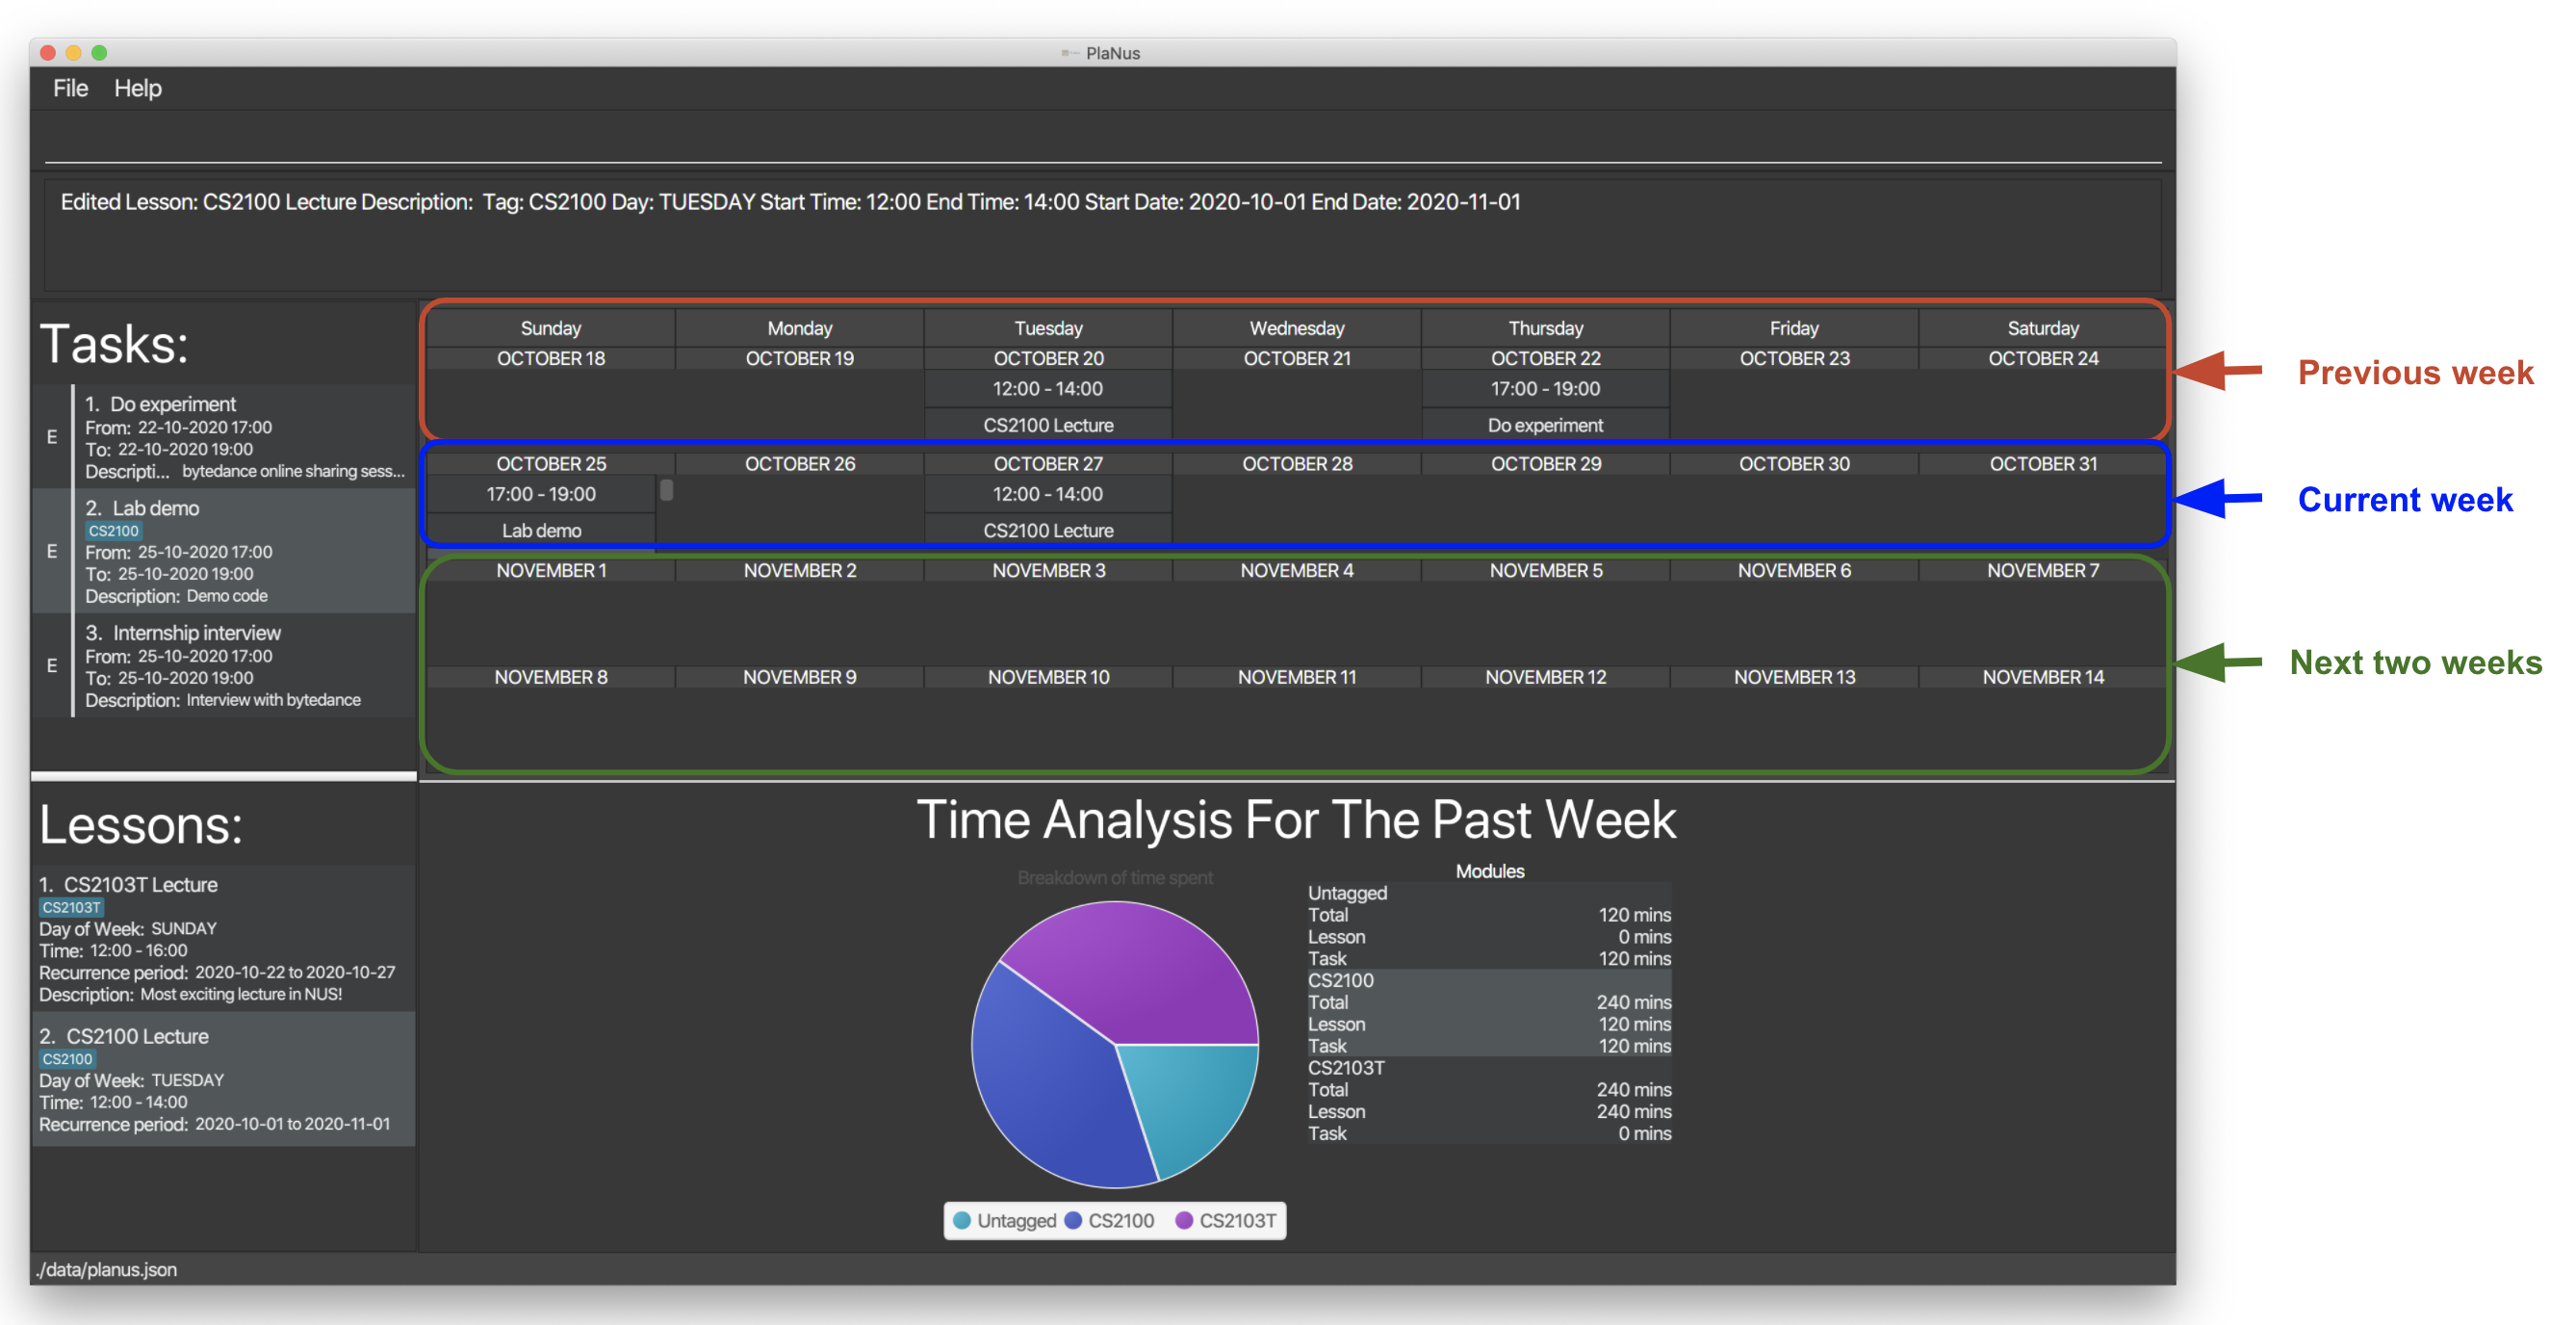 PlaNus
File Help
Edited Lesson: CS2100 Lecture Description: Tag: CS2100 Day: TUESDAY Start Time: 12:00 End Time: 14:00 Start Date: 2020-10-01 End Date: 2020-11-01
Tasks:
E
1. Do experiment
From: 22-10-2020 17:00
To: 22-10-2020 19:00
Descripti... bytedance online sharing sess...
E
2. Lab demo
CS2100
From: 25-10-2020 17:00
To: 25-10-2020 19:00
Description: Demo code
E
3. Internship interview
From: 25-10-2020 17:00
To: 25-10-2020 19:00
Description: Interview with bytedance
Sunday Monday Tuesday Wednesday Thursday Friday Saturday
OCTOBER 18 OCTOBER 19 OCTOBER 20 OCTOBER 21 OCTOBER 22 OCTOBER 23 OCTOBER 24
12:00 - 14:00 17:00 - 19:00
CS2100 Lecture Do experiment
Previous week
OCTOBER 25 OCTOBER 26 OCTOBER 27 OCTOBER 28 OCTOBER 29 OCTOBER 30 OCTOBER 31
17:00 - 19:00 12:00 - 14:00
Lab demo CS2100 Lecture
Current week
NOVEMBER 1 NOVEMBER 2 NOVEMBER 3 NOVEMBER 4 NOVEMBER 5 NOVEMBER 6 NOVEMBER 7
NOVEMBER 8 NOVEMBER 9 NOVEMBER 10 NOVEMBER 11 NOVEMBER 12 NOVEMBER 13 NOVEMBER 14
Next two weeks
Lessons:
1. CS2103T Lecture
CS2103T
Day of Week: SUNDAY
Time: 12:00 - 16:00
Recurrence period: 2020-10-22 to 2020-10-27
Description: Most exciting lecture in NUS!
2. CS2100 Lecture
CS2100
Day of Week: TUESDAY
Time: 12:00 - 14:00
Recurrence period: 2020-10-01 to 2020-11-01
Time Analysis For The Past Week
Breakdown of time spent
Untagged CS2100 CS2103T
Modules
Untagged
Total 120 mins
Lesson 0 mins
Task 120 mins
CS2100
Total 240 mins
Lesson 120 mins
Task 120 mins
CS2103T
Total 240 mins
Lesson 240 mins
Task 0 mins
./data/planus.json